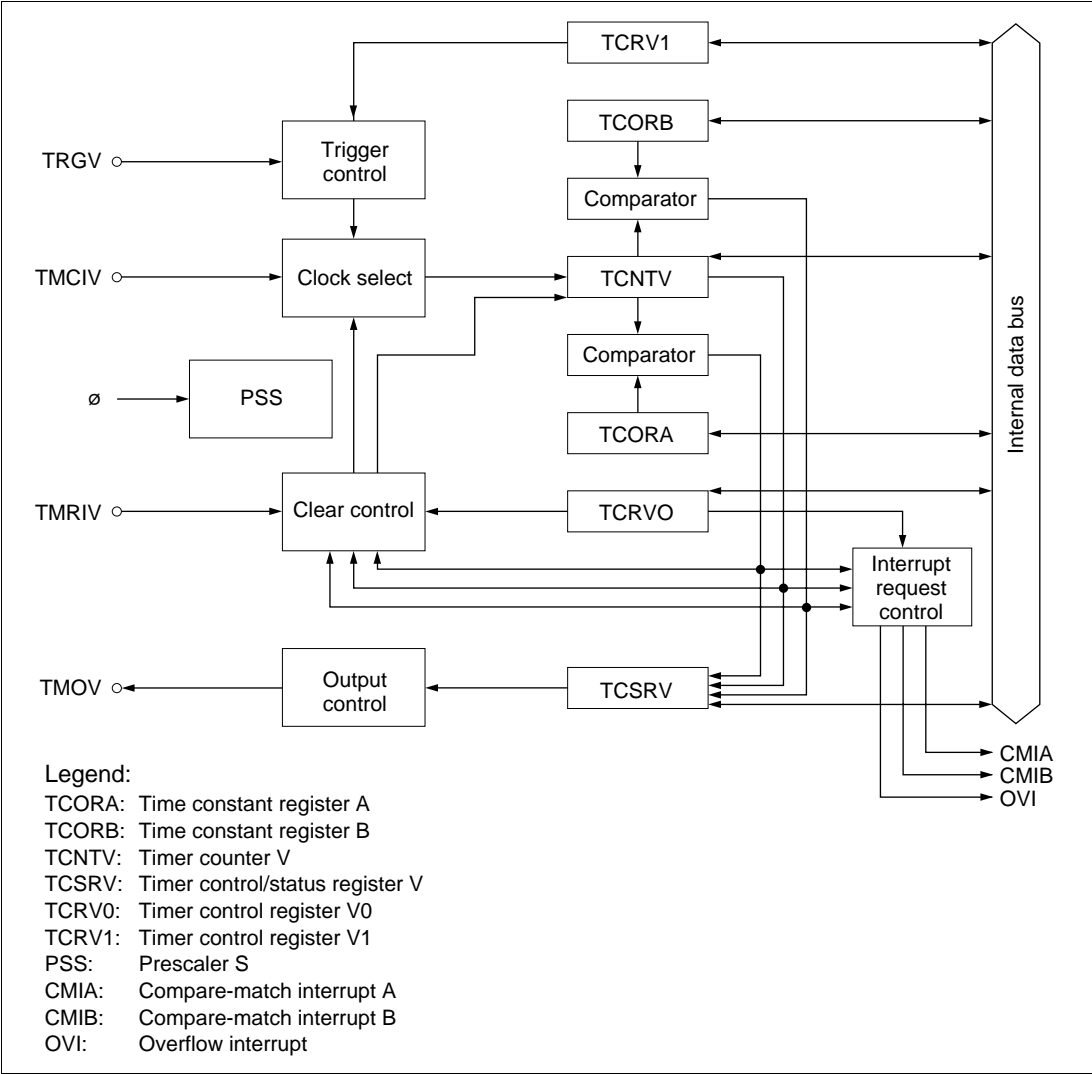 TCRV1
TCORB
Trigger
control
TRGV
Comparator
TMCIV
Clock select
TCNTV
Comparator
ø
PSS
TCORA
Internal data bus
TMRIV
Clear control
TCRVO
Interrupt
request
control
TMOV
Output
control
TCSRV
CMIA
CMIB
OVI
Legend:
TCORA: Time constant register A
TCORB: Time constant register B
TCNTV: Timer counter V
TCSRV: Timer control/status register V
TCRV0: Timer control register V0
TCRV1: Timer control register V1
PSS: Prescaler S
CMIA: Compare-match interrupt A
CMIB: Compare-match interrupt B
OVI: Overflow interrupt